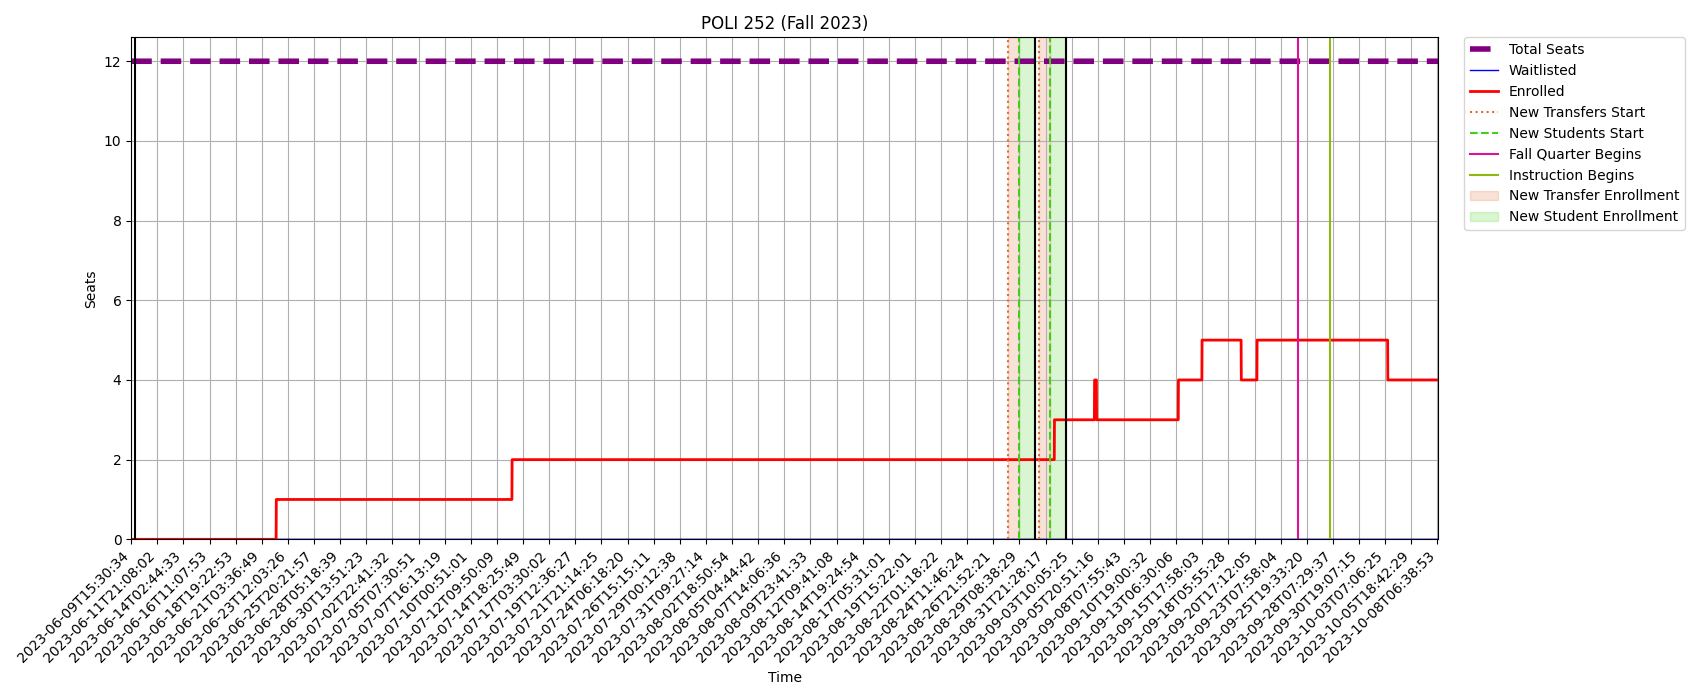 POLI 252 (Fall 2023)
Total Seats
Waitlisted
Enrolled
New Transfers Start
New Students Start
Fall Quarter Begins
Instruction Begins
New Transfer Enrollment
New Student Enrollment
Seats
12
10
8
6
4
2
0
2023-06-09T15:30:34
2023-06-11T21:08:02
2023-06-14T02:44:33
2023-06-16T11:07:53
2023-06-18T19:22:53
2023-06-21T03:36:49
2023-06-23T12:03:26
2023-06-25T20:21:57
2023-06-28T05:18:39
2023-06-30T13:51:23
2023-07-02T22:41:32
2023-07-05T07:30:51
2023-07-07T16:13:19
2023-07-10T00:51:01
2023-07-12T09:50:09
2023-07-14T18:25:49
2023-07-17T03:30:02
2023-07-19T12:36:27
2023-07-21T21:14:25
2023-07-24T06:18:20
2023-07-26T15:15:11
2023-07-29T00:12:38
2023-07-31T09:27:14
2023-08-02T18:50:54
2023-08-05T04:44:42
2023-08-07T14:06:36
2023-08-09T23:41:33
2023-08-12T09:41:08
2023-08-14T19:24:54
2023-08-17T05:31:01
2023-08-19T15:22:01
2023-08-22T01:18:22
2023-08-24T11:46:24
2023-08-26T21:52:21
2023-08-29T08:38:29
2023-08-31T21:28:17
2023-09-03T10:05:25
2023-09-05T20:51:16
2023-09-08T07:55:43
2023-09-10T19:00:32
2023-09-13T06:30:06
2023-09-15T17:58:03
2023-09-18T05:55:28
2023-09-20T17:12:05
2023-09-23T07:58:04
2023-09-25T19:33:20
2023-09-28T07:29:37
2023-09-30T19:07:15
2023-10-03T07:06:25
2023-10-05T18:42:29
2023-10-08T06:38:53
Time